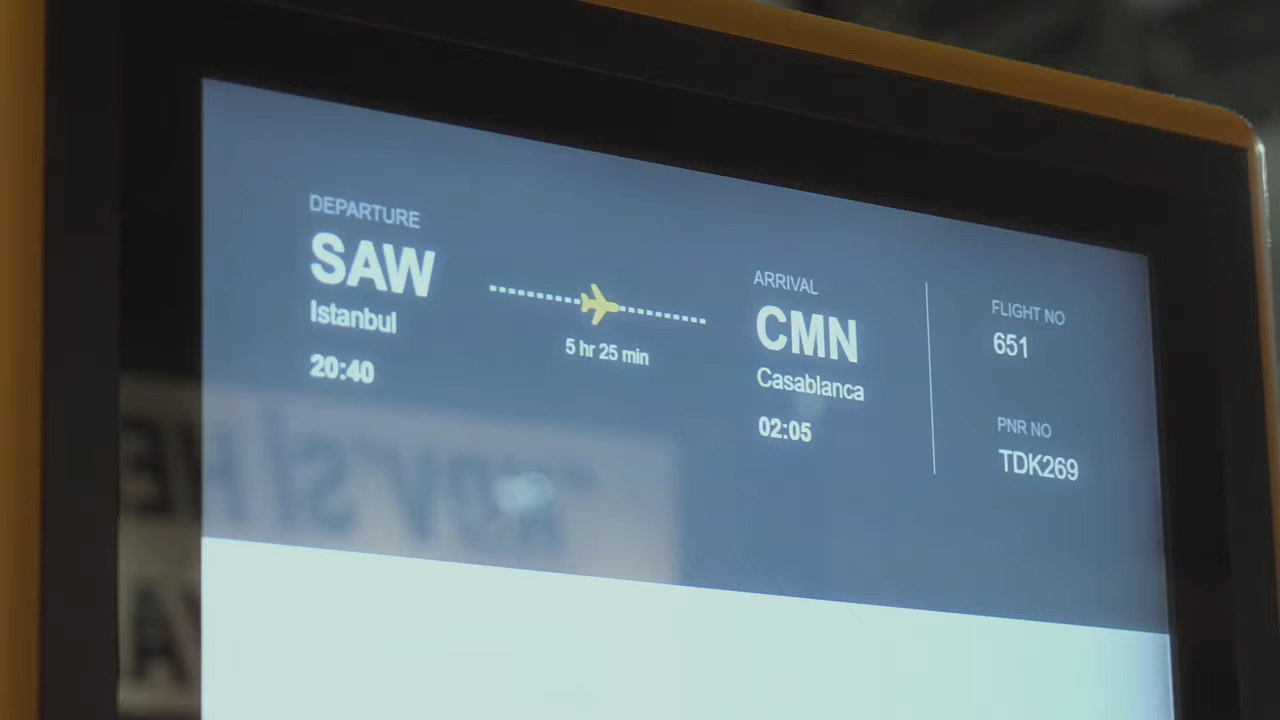 DEPARTURE
SAW
Istanbul
20:40
5 hr 25 min
ARRIVAL
CMN
Casablanca
02:05
FLIGHT NO
651
PNR NO
TDK269